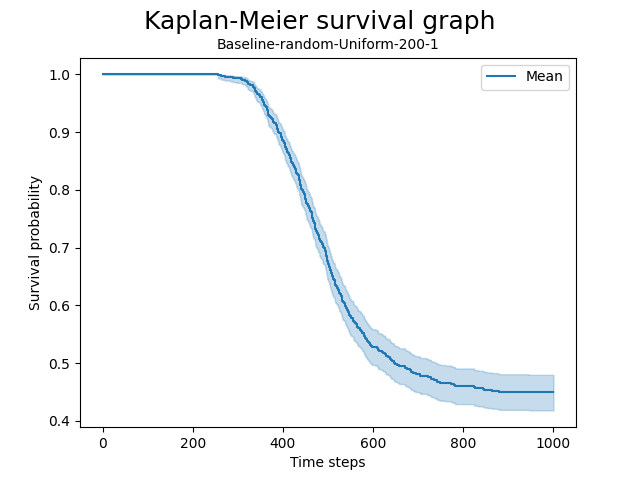 Kaplan-Meier survival graph
Baseline-random-Uniform-200-1
Mean
Survival probability
1.0
0.9
0.8
0.7
0.6
0.5
0.4
0 200 400 600 800 1000
Time steps